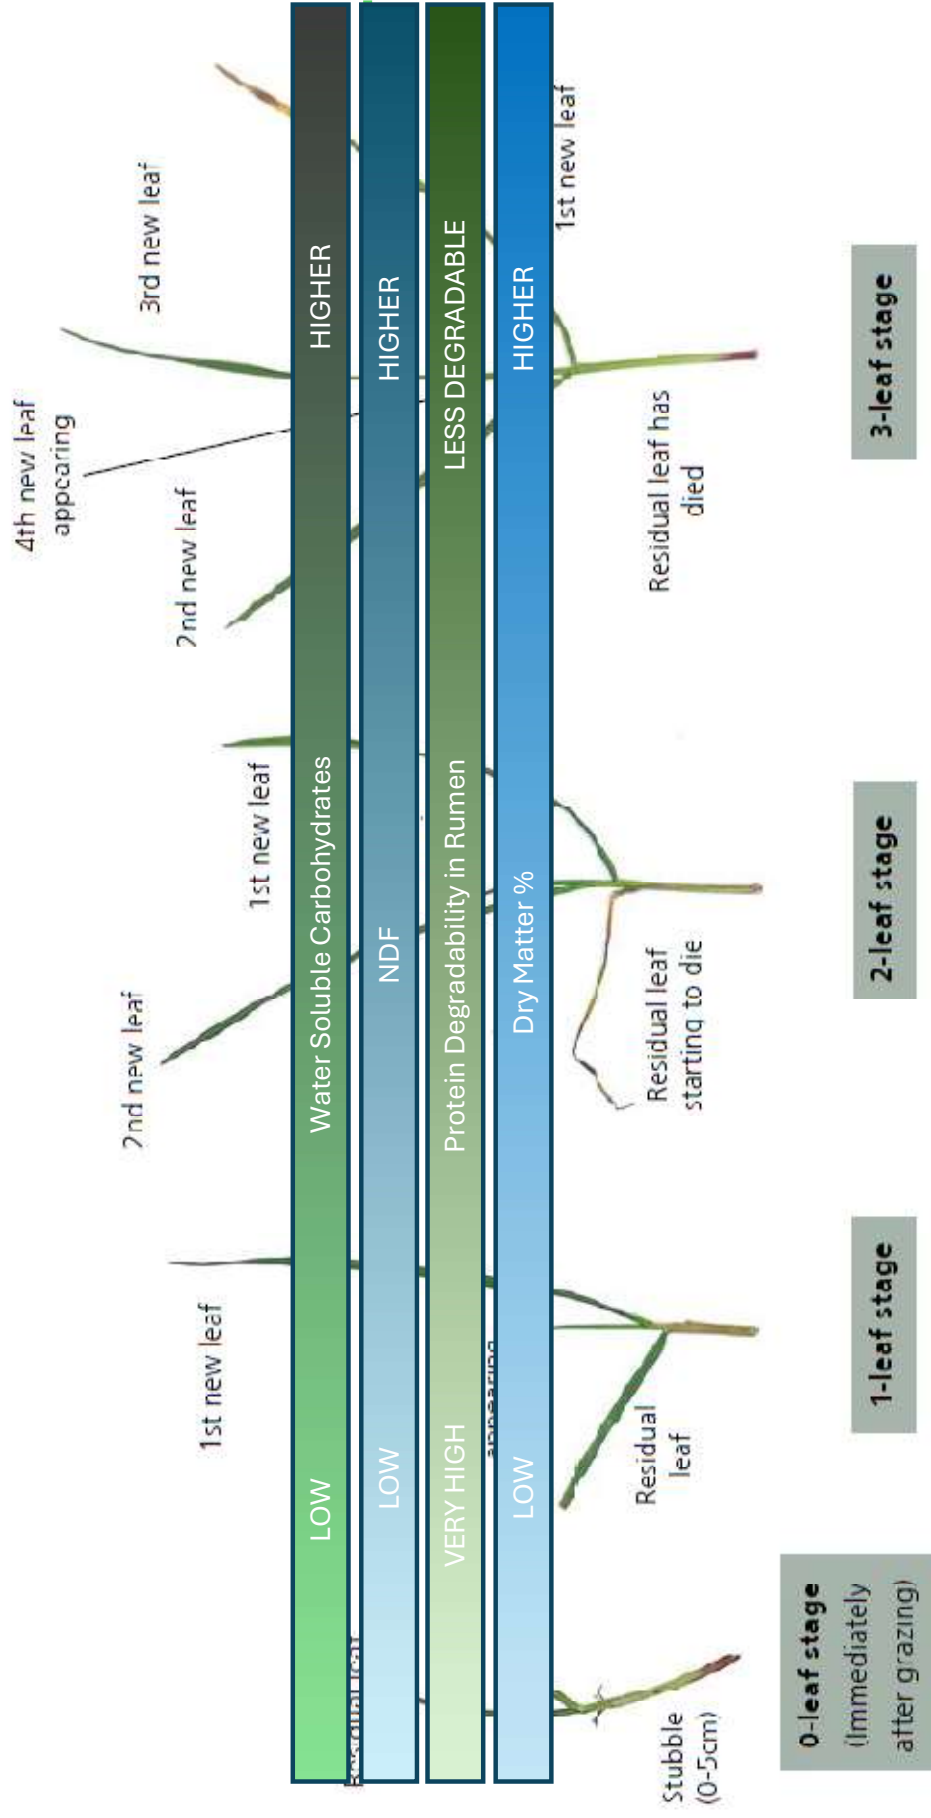 4th new leaf
appearing
3rd new leaf
2nd new leaf
1st new leaf
2nd new leaf
1st new leaf
1st new leaf
LOW Water Soluble Carbohydrates HIGHER
LOW NDF HIGHER
VERY HIGH Protein Degradability in Rumen LESS DEGRADABLE
appearing
LOW Dry Matter % HIGHER
Stubble
(0-5cm)
Residual
leaf
Residual leaf
starting to die
Residual leaf has
died
0-leaf stage
(Immediately
after grazing)
1-leaf stage
2-leaf stage
3-leaf stage